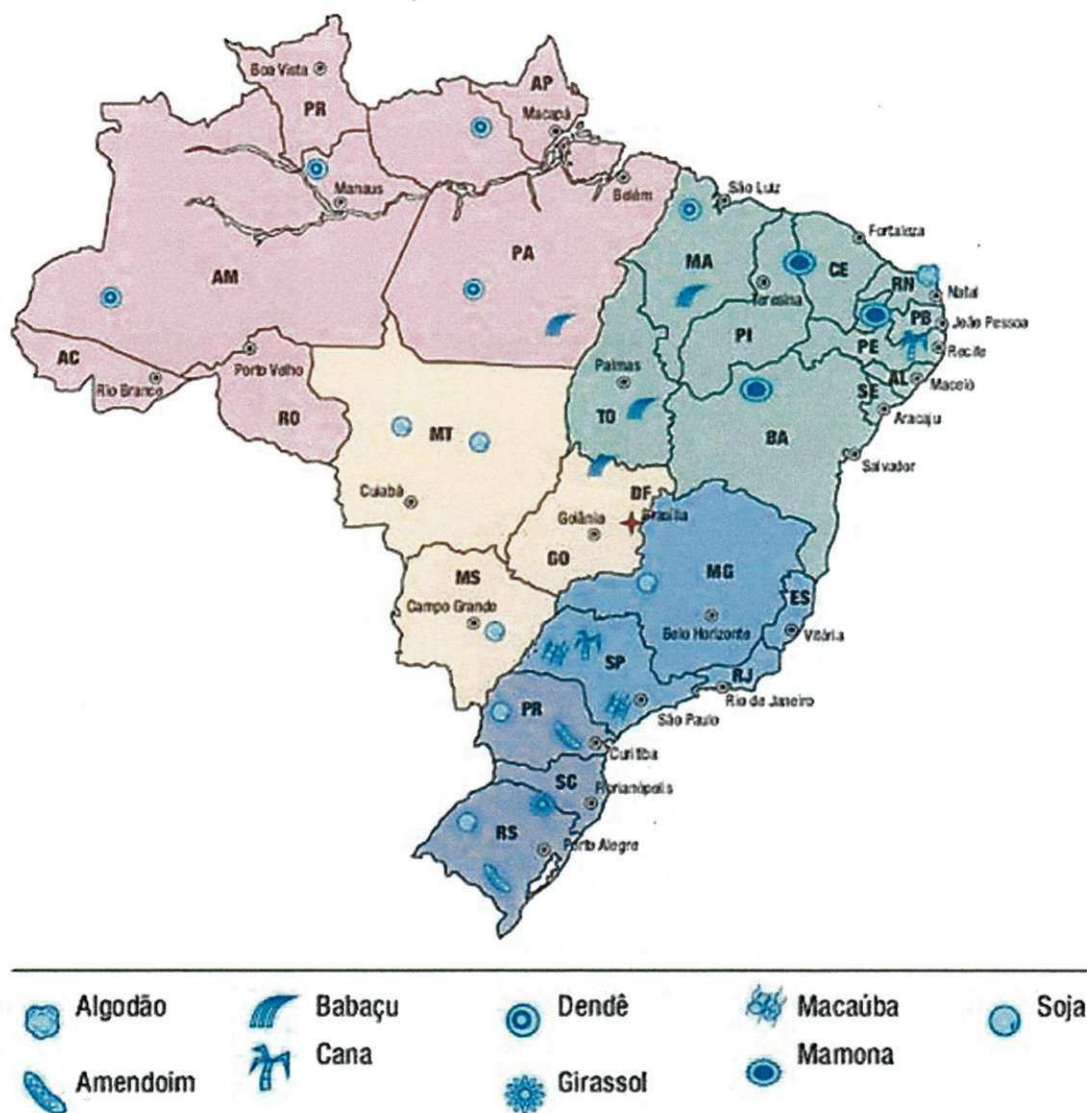 Boa Vista
PR
AP
Macapá
Manaus
Belém
São Luiz
Fortaleza
AM
PA
MA
CE
RN
Natal
Teresina
PB
João Pessoa
PI
PE
Recife
AC
Porto Velho
Rio Branco
Palmas
AL
Maceió
SE
Aracaju
RO
MT
TO
BA
Salvador
Cuiabá
DF
Brasília
Goiânia
GO
MS
MG
ES
Campo Grande
Belo Horizonte
Vitória
SP
RJ
Rio de Janeiro
São Paulo
PR
Curitiba
SC
Florianópolis
RS
Porto Alegre
Algodão
Babaçu
Dendê
Macaúba
Soja
Amendoim
Cana
Girassol
Mamona